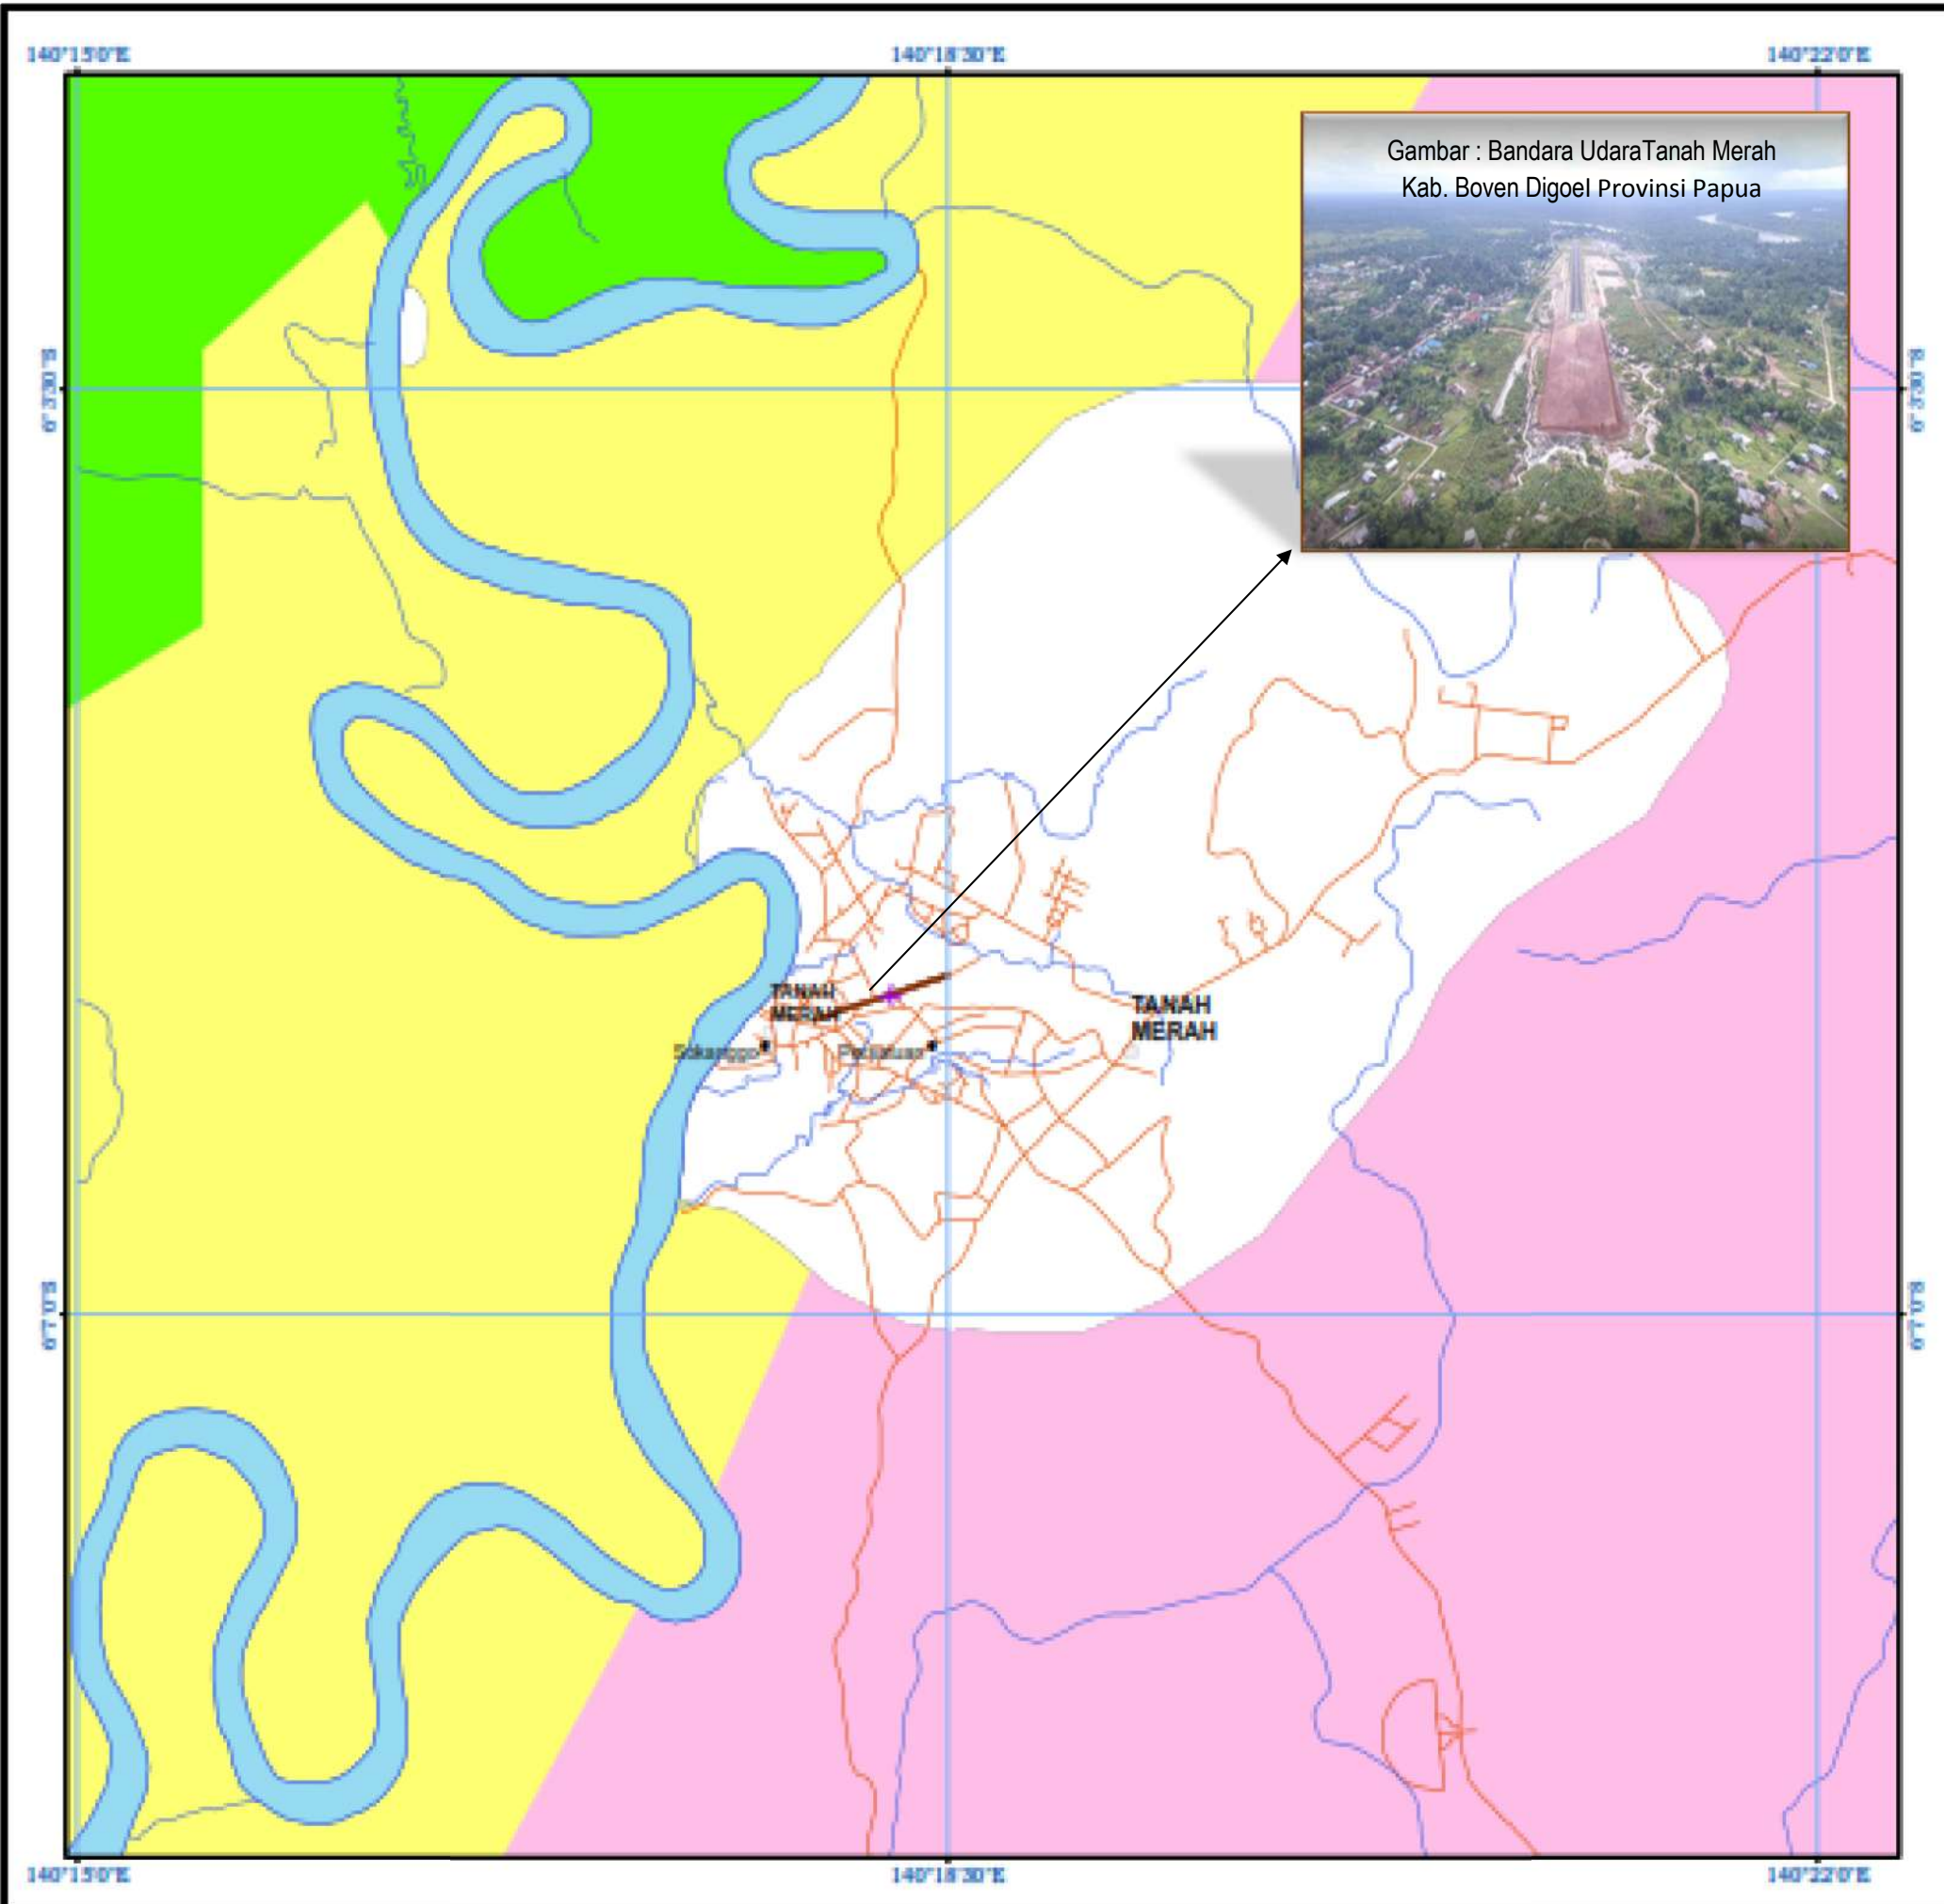 140°15'0"E 140°18'30"E 140°22'0"E
Gambar : Bandara UdaraTanah Merah
Kab. Boven Digoel Provinsi Papua
6°3'30"S 6°3'30"S
TANAH
MERAH
TANAH
MERAH
Sokanggo
6°7'0"S 6°7'0"S
140°15'0"E 140°18'30"E 140°22'0"E